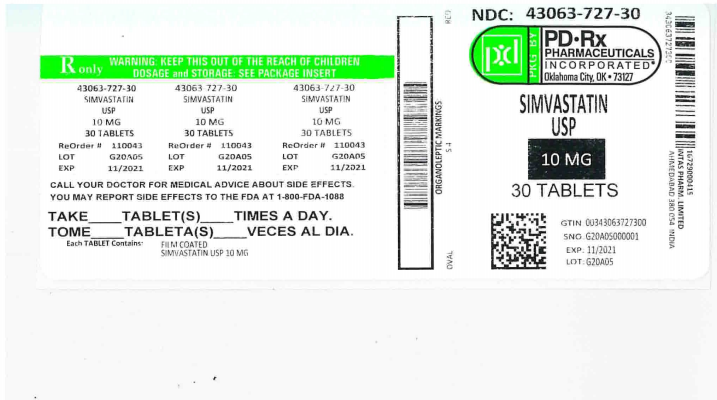 Rx only
WARNING: KEEP THIS OUT OF THE REACH OF CHILDREN
DOSAGE and STORAGE: SEE PACKAGE INSERT
43063-727-30 43063 727-30 43063-727-30
SIMVASTATIN SIMVASTATIN SIMVASTATIN
USP USP USP
10 MG 10 MG 10 MG
30 TABLETS 30 TABLETS 30 TABLETS
ReOrder # 110043 ReOrder # 110043 ReOrder # 110043
LOT G20A05 LOT G20A05 LOT G20A05
EXP 11/2021 EXP 11/2021 EXP 11/2021
CALL YOUR DOCTOR FOR MEDICAL ADVICE ABOUT SIDE EFFECTS.
YOU MAY REPORT SIDE EFFECTS TO THE FDA AT 1-800-FDA-1088
TAKE____TABLET(S)____TIMES A DAY.
TOME____TABLETA(S)____VECES AL DIA.
Each TABLET Contains: FILM COATED
SIMVASTATIN USP 10 MG
ORGANOLEPTIC MARKINGS
RED
S 4
OVAL
NDC: 43063-727-30
pd
PKG BY
PD•Rx
PHARMACEUTICALS
INCORPORATED
Oklahoma City, OK • 73127
SIMVASTATIN
USP
10 MG
30 TABLETS
GTIN 00343063727300
SNO G20A05000001
EXP: 11/2021
LOT: G20A05
16729000415
INTAS PHARM. LIMITED
AHMEDABAD 380 054 INDIA